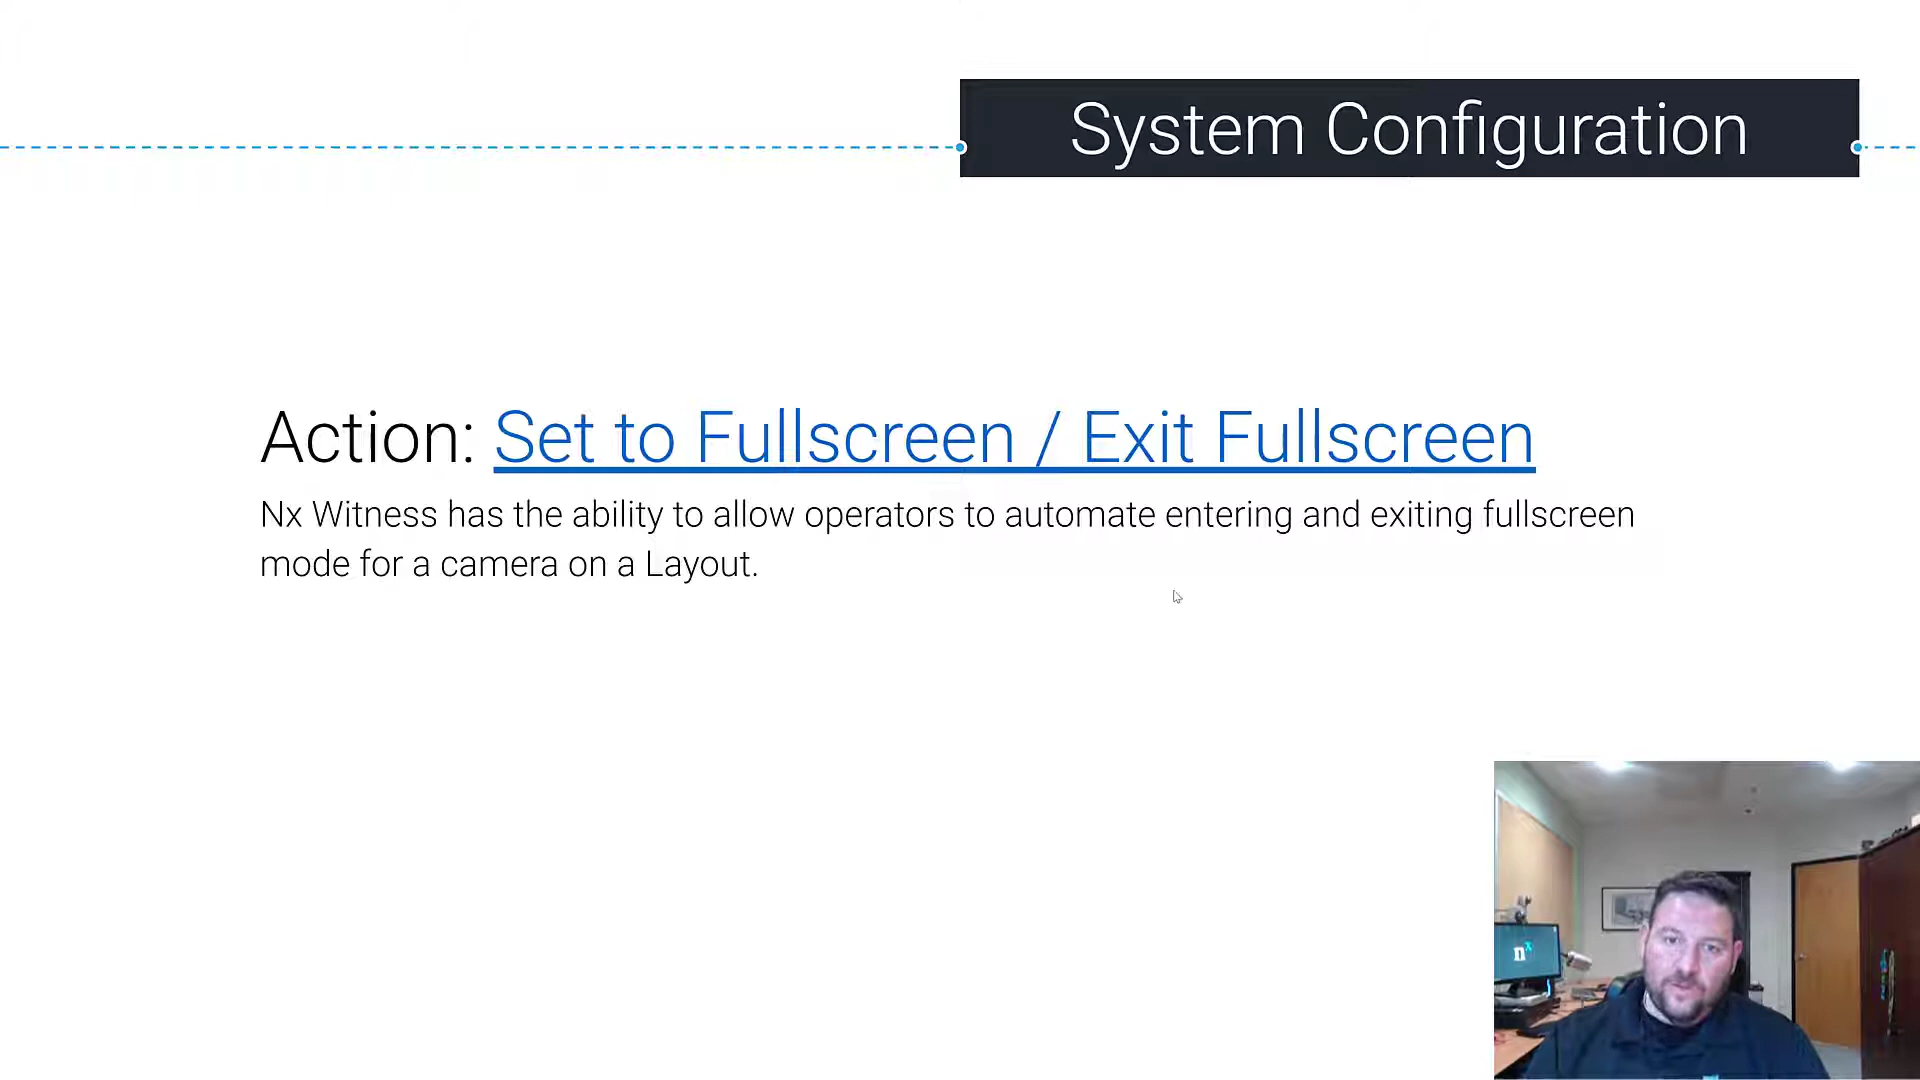 System Configuration
Action: Set to Fullscreen / Exit Fullscreen
Nx Witness has the ability to allow operators to automate entering and exiting fullscreen
mode for a camera on a Layout.
nx